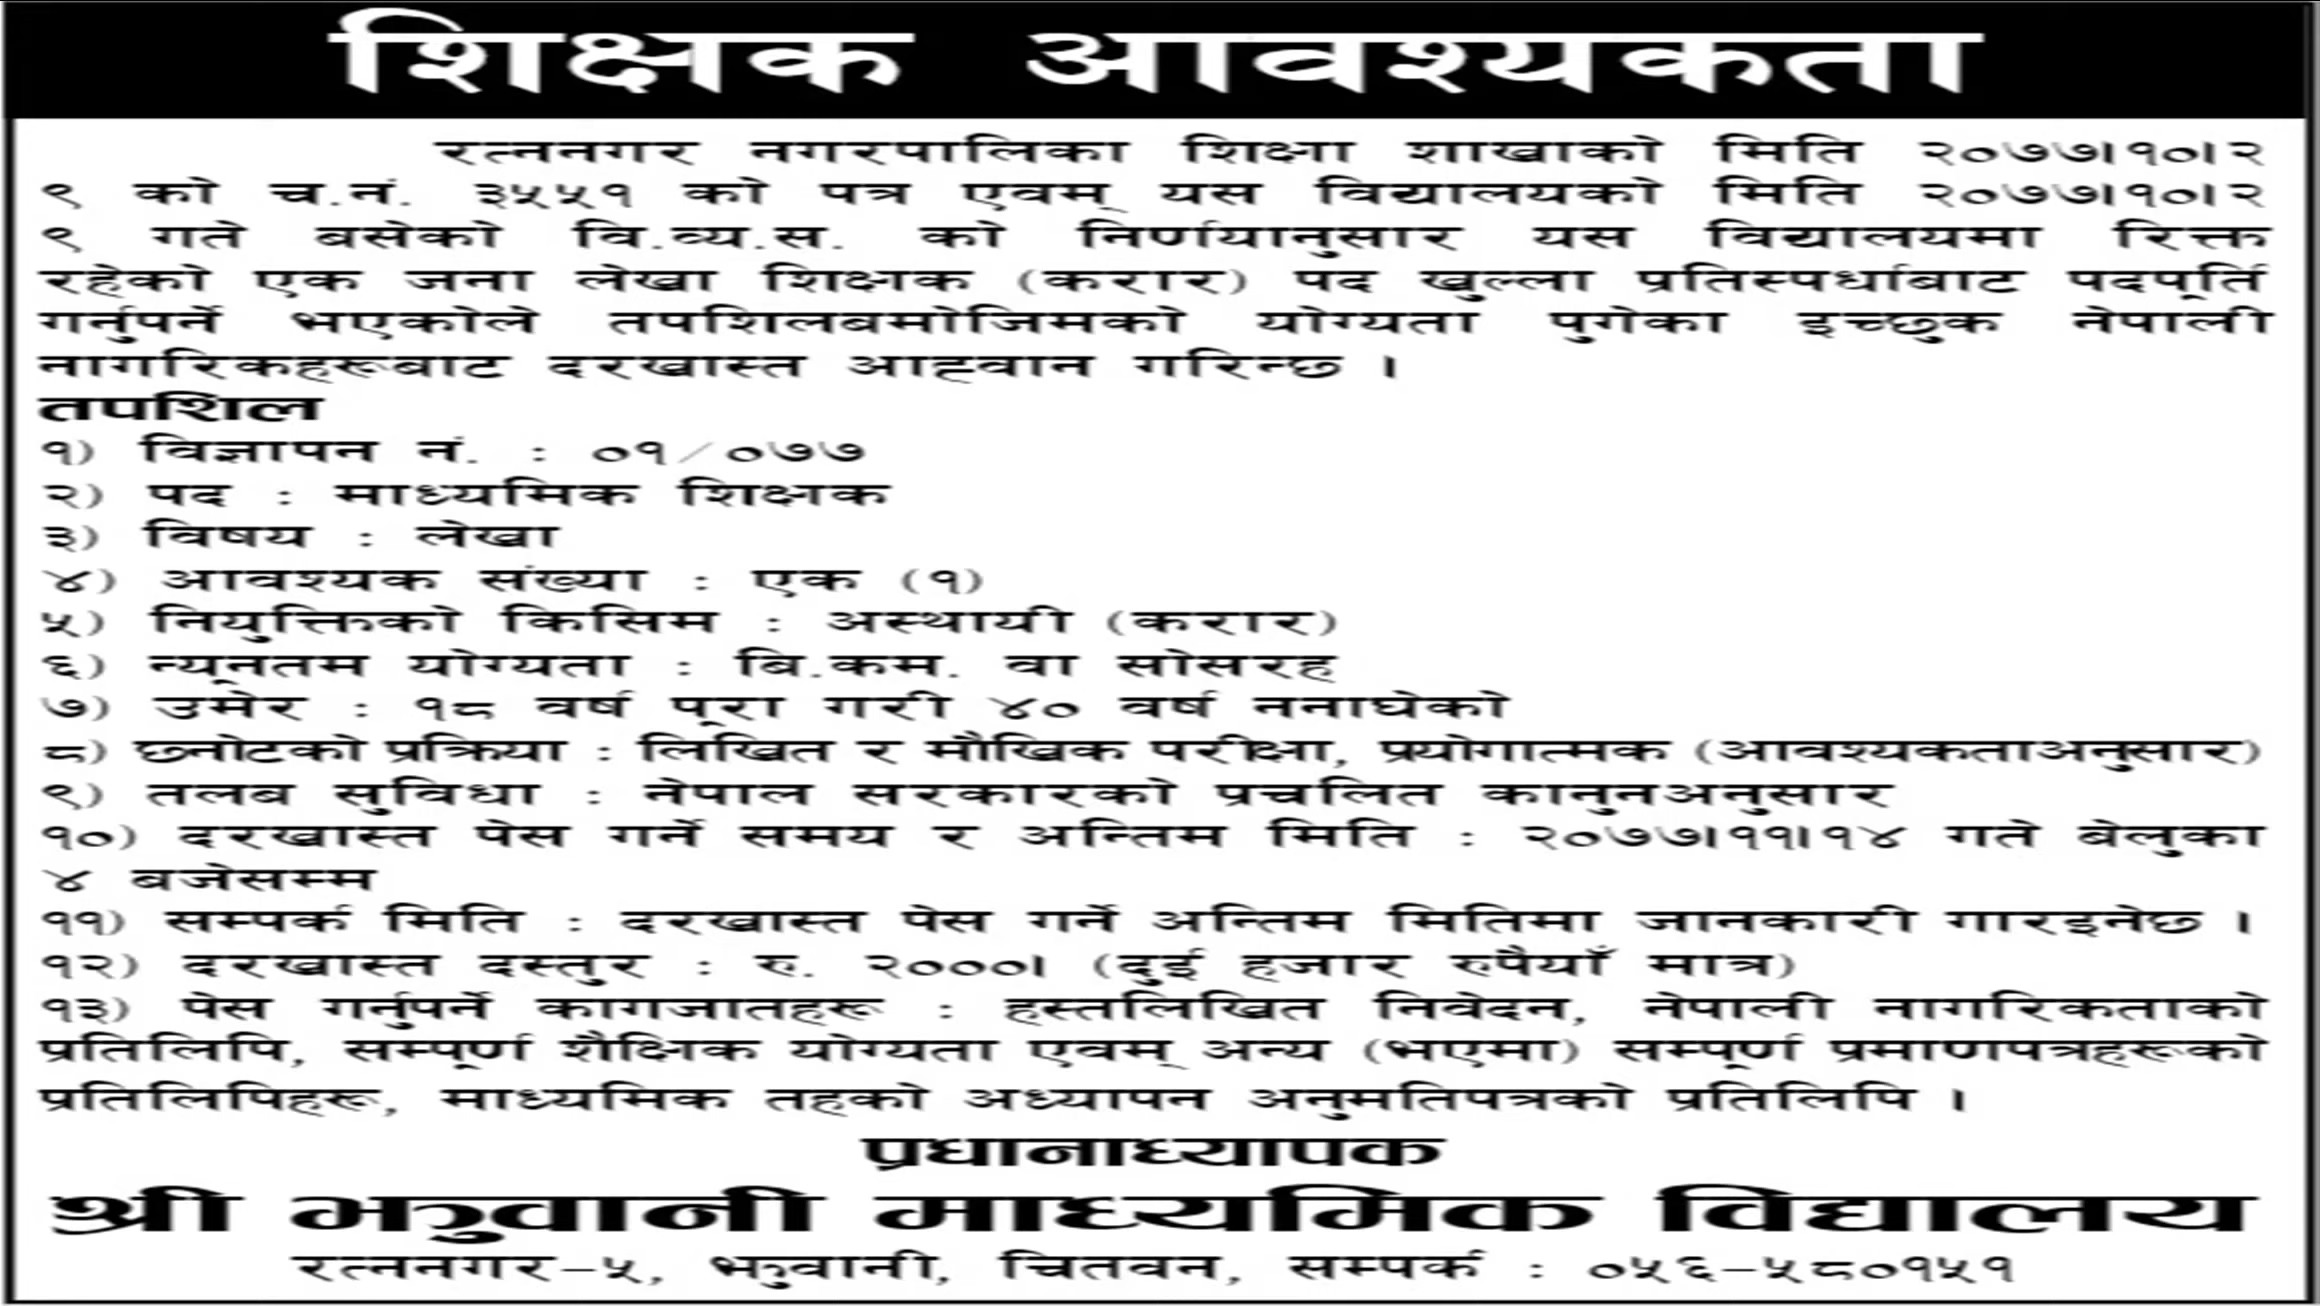 शिक्षक आवश्यकता
रत्ननगर नगरपालिका शिक्षा शाखाको मिति २०७७।१०।२
९ को च.नं. ३५५१ को पत्र एवम् यस विद्यालयको मिति २०७७।१०।२
९ गते बसेको वि.व्य.स. को निर्णयानुसार यस विद्यालयमा रिक्त
रहेको एक जना लेखा शिक्षक (करार) पद खुल्ला प्रतिस्पर्धाबाट पदपूर्ति
गर्नुपर्ने भएकोले तपशिलबमोजिमको योग्यता पुगेका इच्छुक नेपाली
नागरिकहरूबाट दरखास्त आह्वान गरिन्छ ।
तपशिल
१) विज्ञापन नं. : ०१/०७७
२) पद : माध्यमिक शिक्षक
३) विषय : लेखा
४) आवश्यक संख्या : एक (१)
५) नियुक्तिको किसिम : अस्थायी (करार)
६) न्यूनतम योग्यता : बि.कम. वा सोसरह
७) उमेर : १८ वर्ष पूरा गरी ४० वर्ष ननाघेको
८) छनोटको प्रक्रिया : लिखित र मौखिक परीक्षा, प्रयोगात्मक (आवश्यकताअनुसार)
९) तलब सुविधा : नेपाल सरकारको प्रचलित कानुनअनुसार
१०) दरखास्त पेस गर्ने समय र अन्तिम मिति : २०७७।११।१४ गते बेलुका
४ बजेसम्म
११) सम्पर्क मिति : दरखास्त पेस गर्ने अन्तिम मितिमा जानकारी गारइनेछ ।
१२) दरखास्त दस्तुर : रु. २०००। (दुई हजार रुपैयाँ मात्र)
१३) पेस गर्नुपर्ने कागजातहरू : हस्तलिखित निवेदन, नेपाली नागरिकताको
प्रतिलिपि, सम्पूर्ण शैक्षिक योग्यता एवम् अन्य (भएमा) सम्पूर्ण प्रमाणपत्रहरूको
प्रतिलिपिहरू, माध्यमिक तहको अध्यापन अनुमतिपत्रको प्रतिलिपि ।
प्रधानाध्यापक
श्री झुवानी माध्यमिक विद्यालय
रत्ननगर-५, झुवानी, चितवन, सम्पर्क : ०५६-५८०१५१